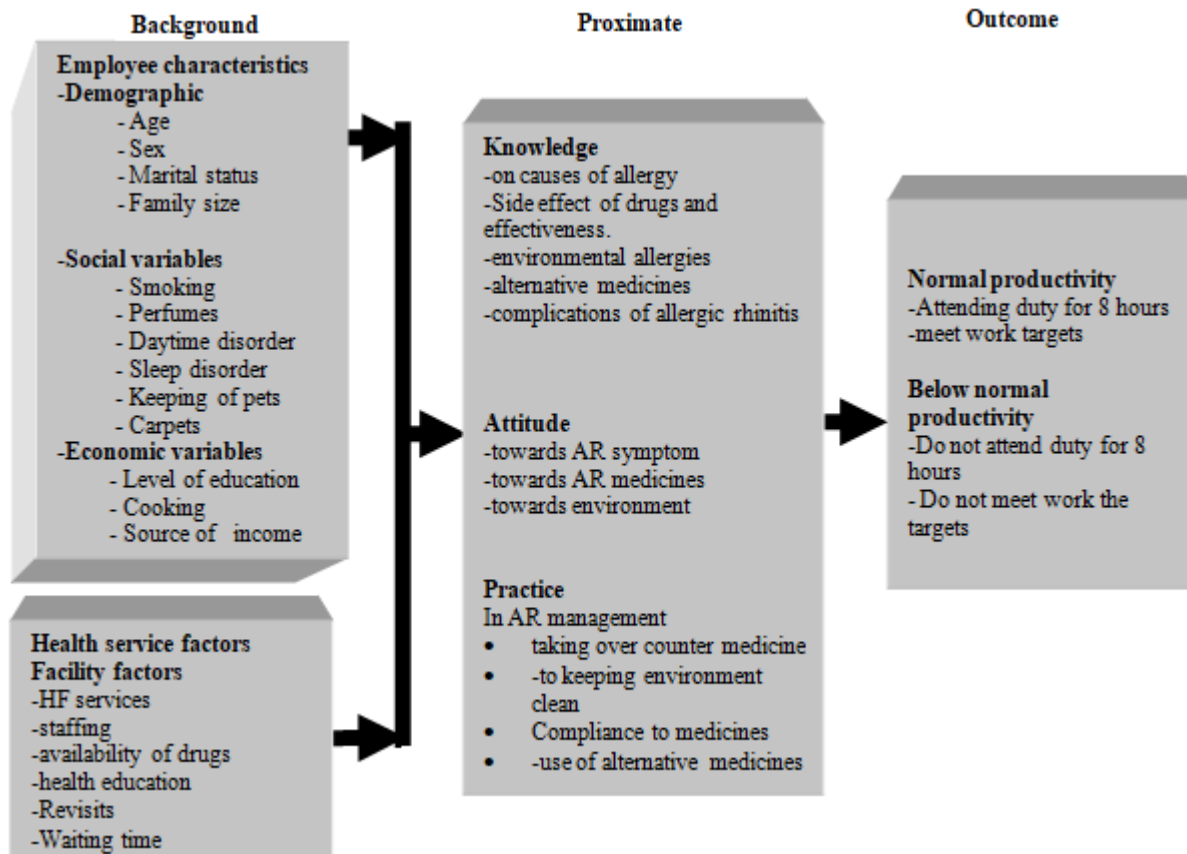 Background
Employee characteristics
-Demographic
- Age
- Sex
- Marital status
- Family size
-Social variables
- Smoking
- Perfumes
- Daytime disorder
- Sleep disorder
- Keeping of pets
- Carpets
-Economic variables
- Level of education
- Cooking
- Source of income
Health service factors
Facility factors
-HF services
-staffing
-availability of drugs
-health education
-Revisits
-Waiting time
Proximate
Knowledge
-on causes of allergy
-Side effect of drugs and
effectiveness.
-environmental allergies
-alternative medicines
-complications of allergic rhinitis
Attitude
-towards AR symptom
-towards AR medicines
-towards environment
Practice
In AR management
• taking over counter medicine
• -to keeping environment
clean
• Compliance to medicines
• -use of alternative medicines
Outcome
Normal productivity
-Attending duty for 8 hours
-meet work targets
Below normal
productivity
-Do not attend duty for 8
hours
- Do not meet work the
targets